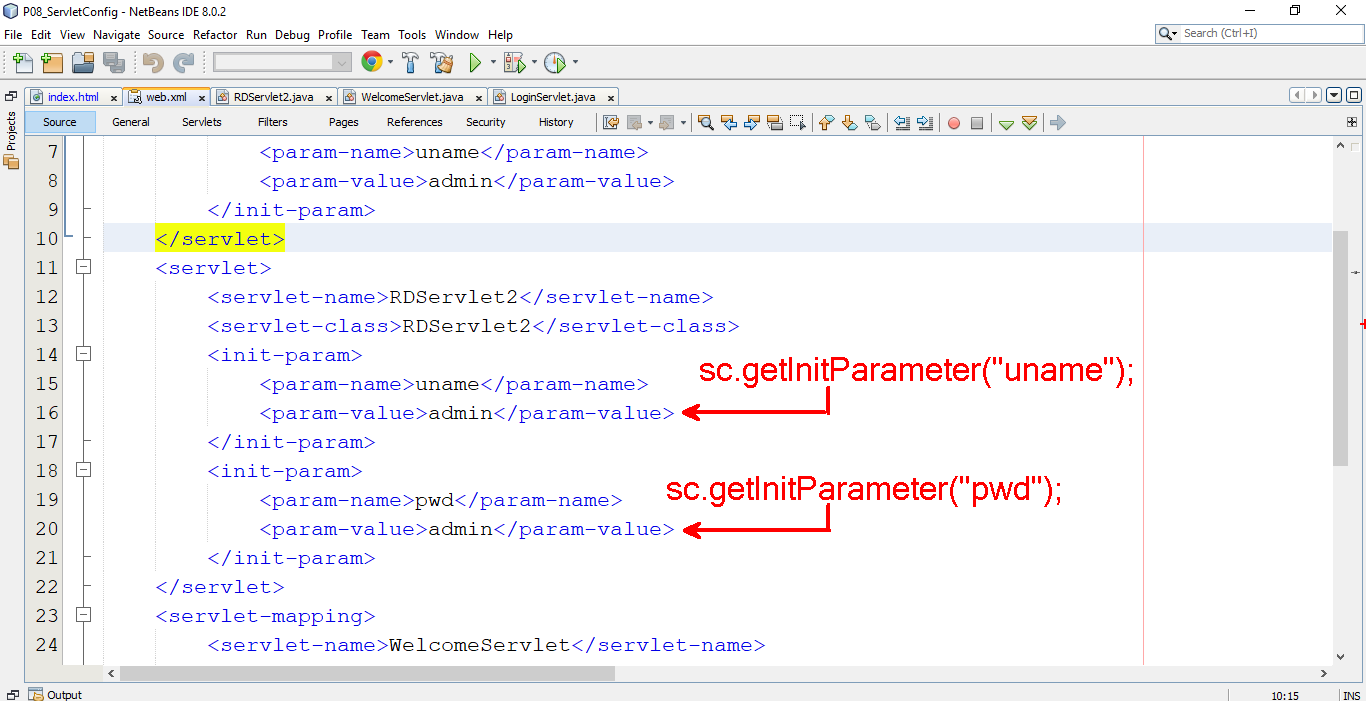 P08_ServletConfig - NetBeans IDE 8.0.2
File Edit View Navigate Source Refactor Run Debug Profile Team Tools Window Help
Search (Ctrl+I)
index.html web.xml RDServlet2.java WelcomeServlet.java LoginServlet.java
Projects
Source General Servlets Filters Pages References Security History
7 <param-name>uname</param-name>
8 <param-value>admin</param-value>
9 </init-param>
10 </servlet>
11 <servlet>
12 <servlet-name>RDServlet2</servlet-name>
13 <servlet-class>RDServlet2</servlet-class>
14 <init-param>
sc.getInitParameter("uname");
15 <param-name>uname</param-name>
16 <param-value>admin</param-value>
17 </init-param>
18 <init-param>
sc.getInitParameter("pwd");
19 <param-name>pwd</param-name>
20 <param-value>admin</param-value>
21 </init-param>
22 </servlet>
23 <servlet-mapping>
24 <servlet-name>WelcomeServlet</servlet-name>
Output
10:15 INS